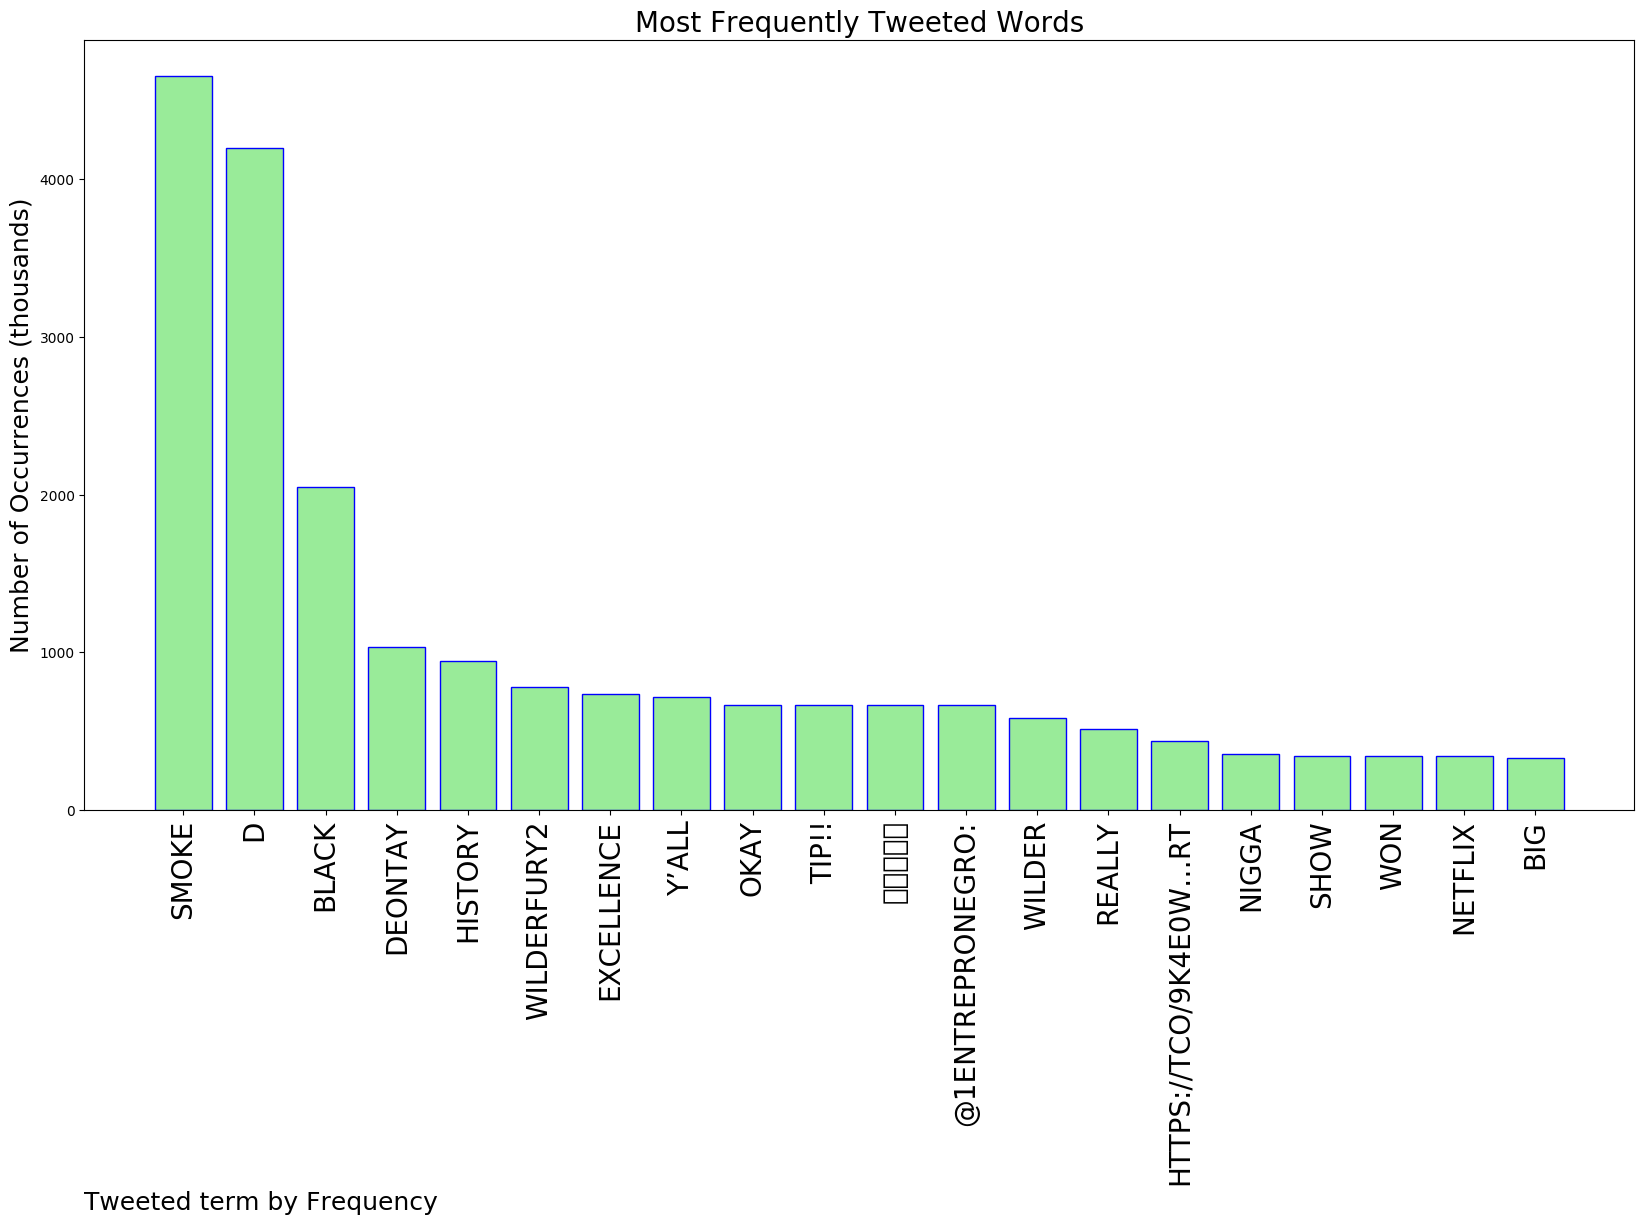 Most Frequently Tweeted Words
Number of Occurrences (thousands)
4000
3000
2000
1000
0
SMOKE
D
BLACK
DEONTAY
HISTORY
WILDERFURY2
EXCELLENCE
Y’ALL
OKAY
TIP!!
▯▯▯▯▯
@1ENTREPRONEGRO:
WILDER
REALLY
HTTPS://TCO/9K4E0W…RT
NIGGA
SHOW
WON
NETFLIX
BIG
Tweeted term by Frequency